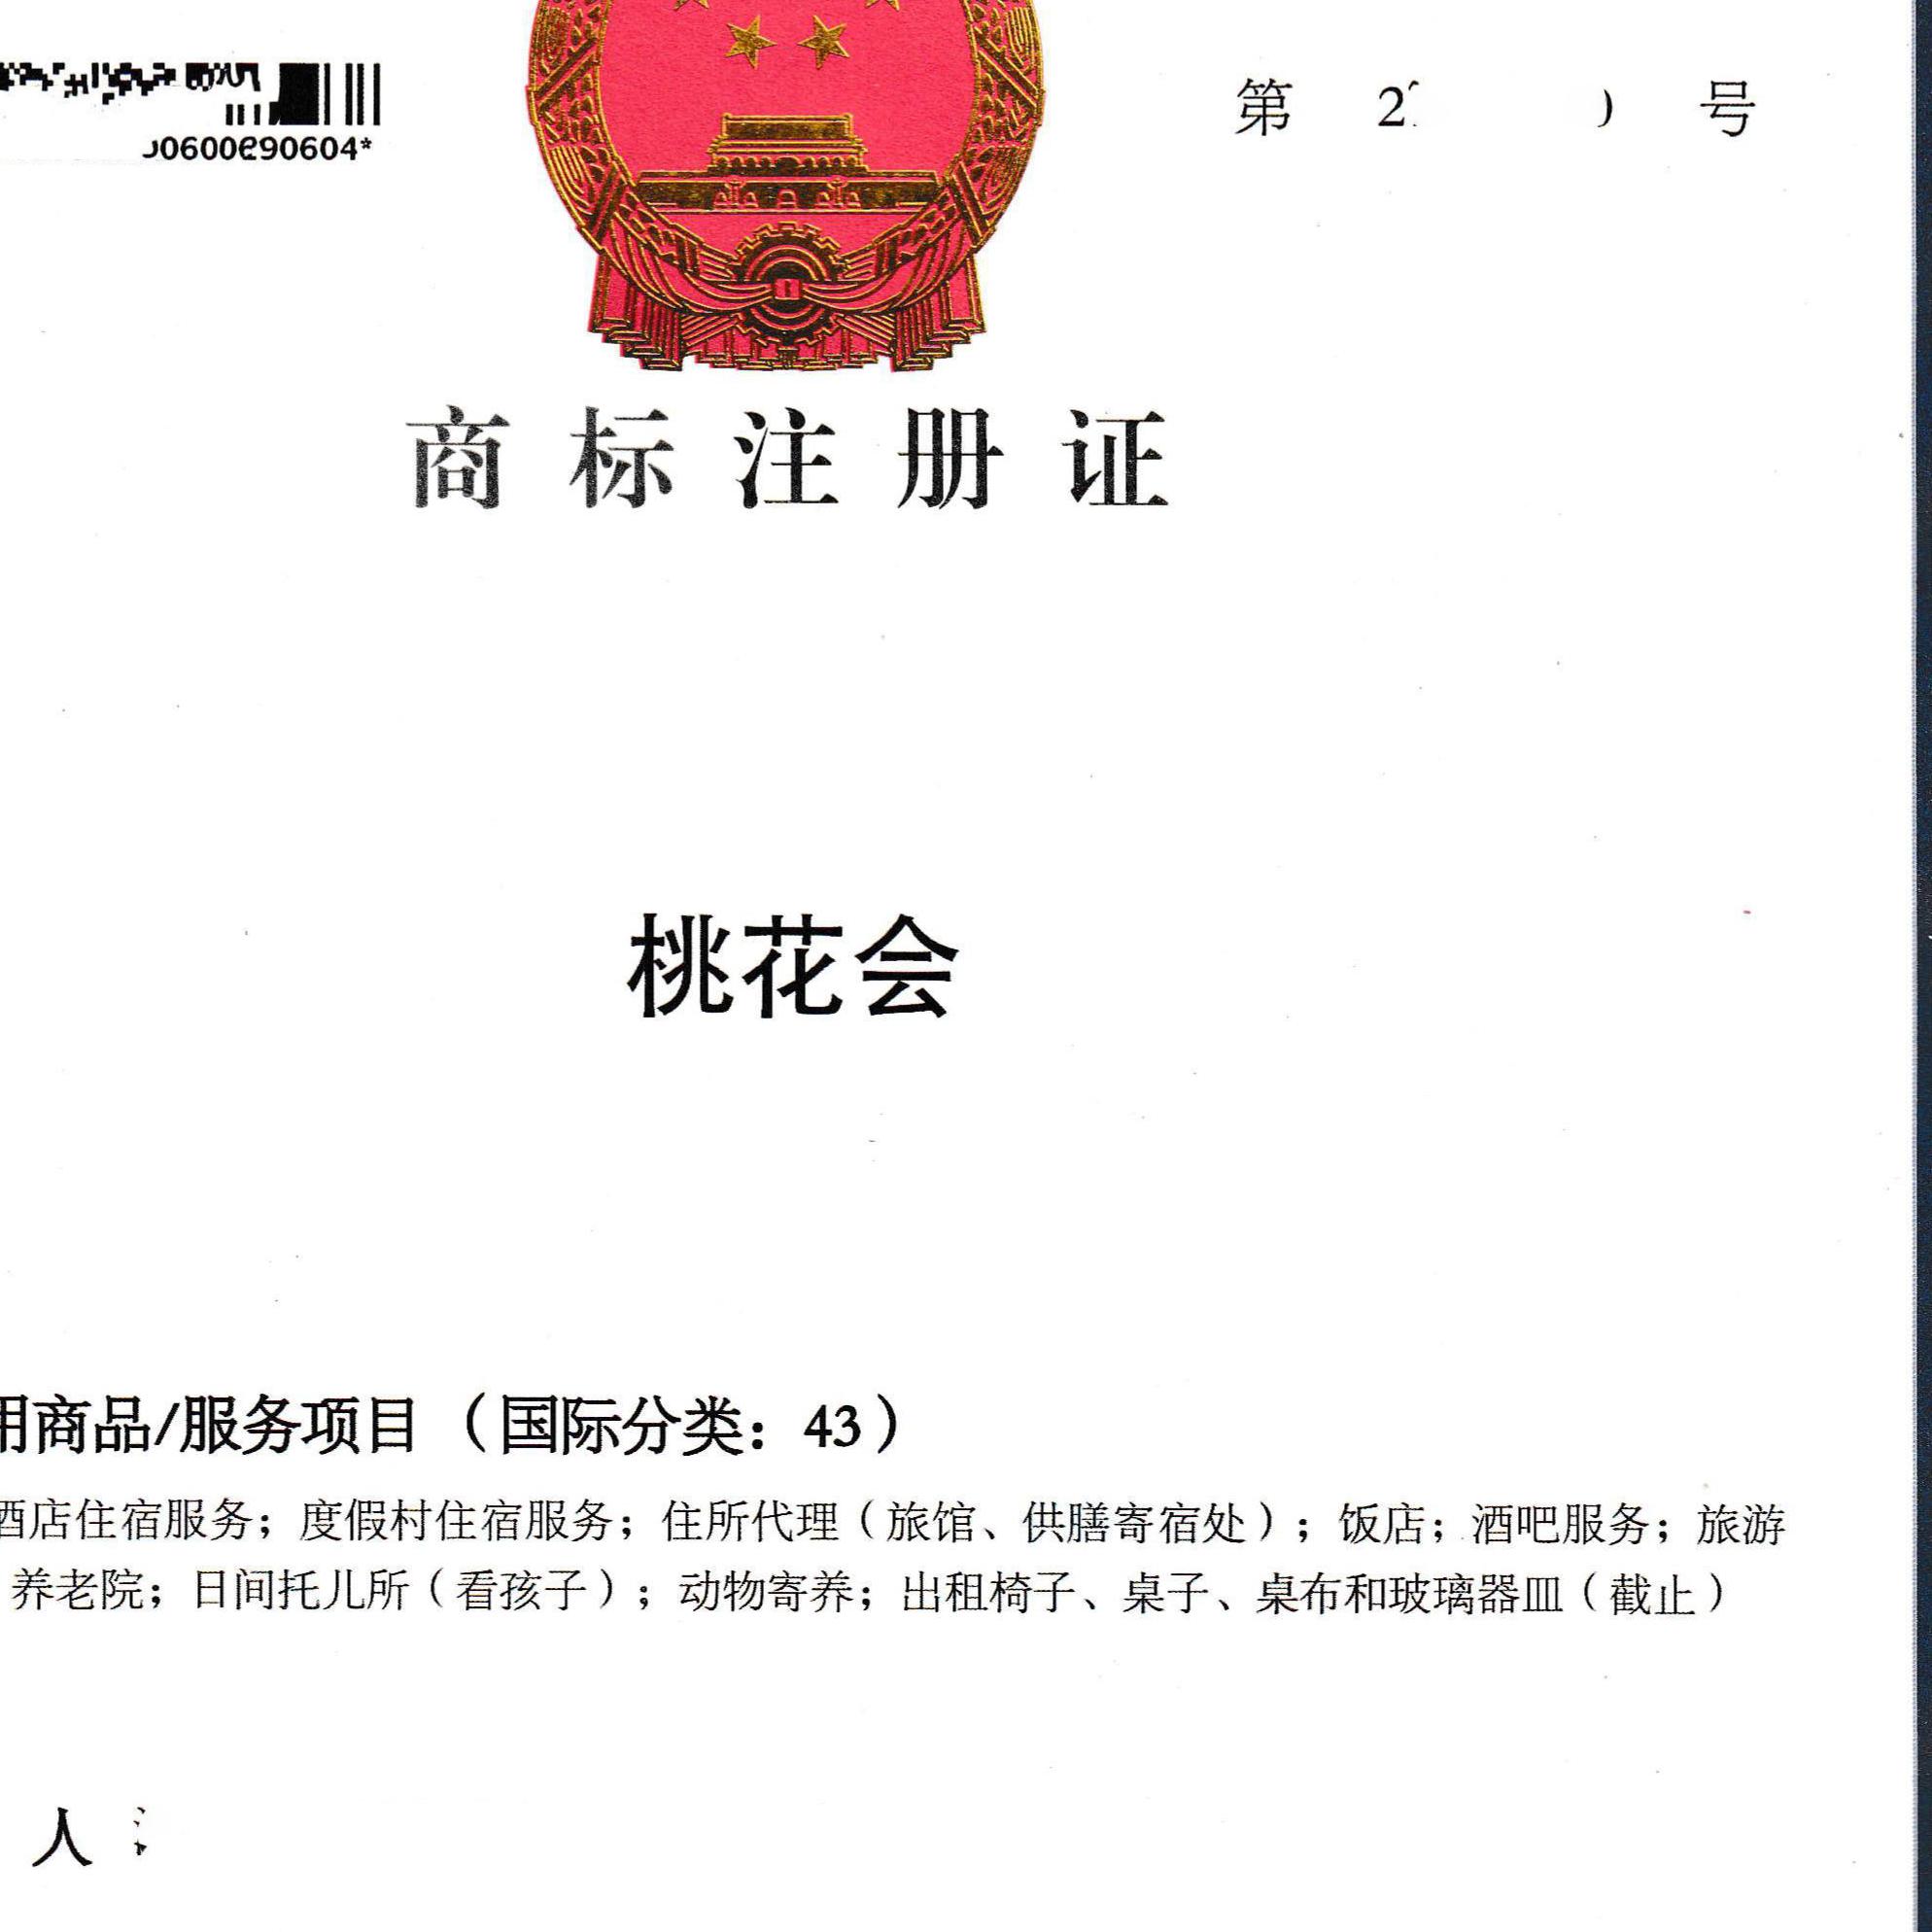 第 2 号
0600690604*
商标注册证
桃花会
用商品/服务项目（国际分类：43）
酒店住宿服务；度假村住宿服务；住所代理（旅馆、供膳寄宿处）；饭店；酒吧服务；旅游
养老院；日间托儿所（看孩子）；动物寄养；出租椅子、桌子、桌布和玻璃器皿（截止）
人